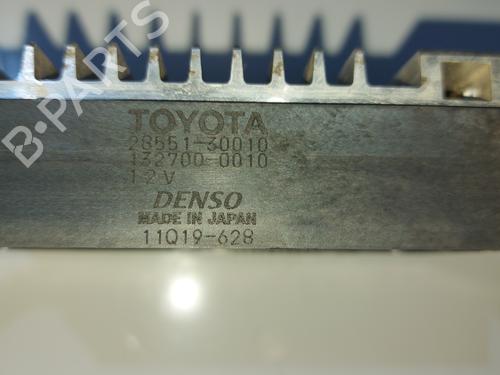 B-PARTS
TOYOTA
28551-30010
132700-0010
12V
DENSO
MADE IN JAPAN
11Q19-628